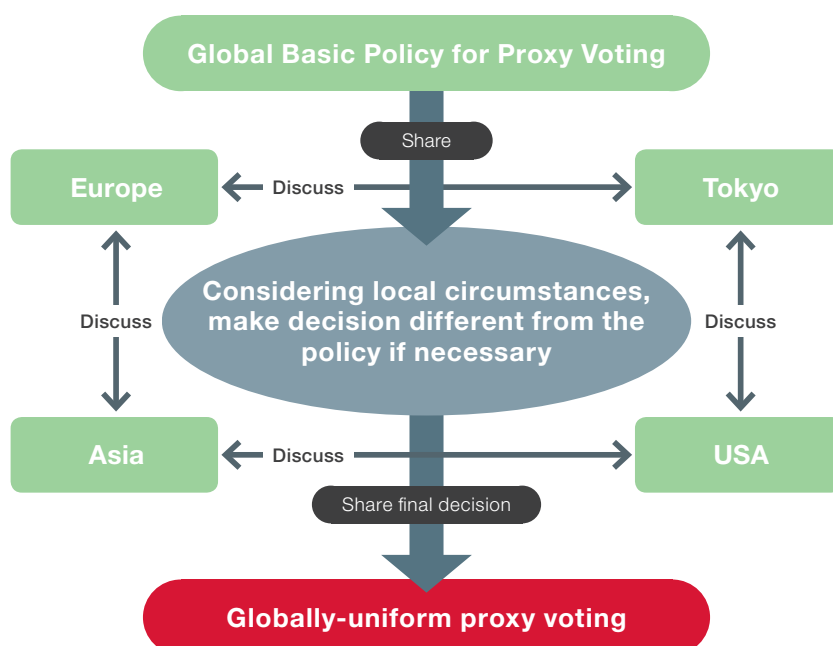 Global Basic Policy for Proxy Voting
Share
Europe
Discuss
Tokyo
Considering local circumstances,
make decision different from the
policy if necessary
Discuss
Discuss
Asia
Discuss
USA
Share final decision
Globally-uniform proxy voting